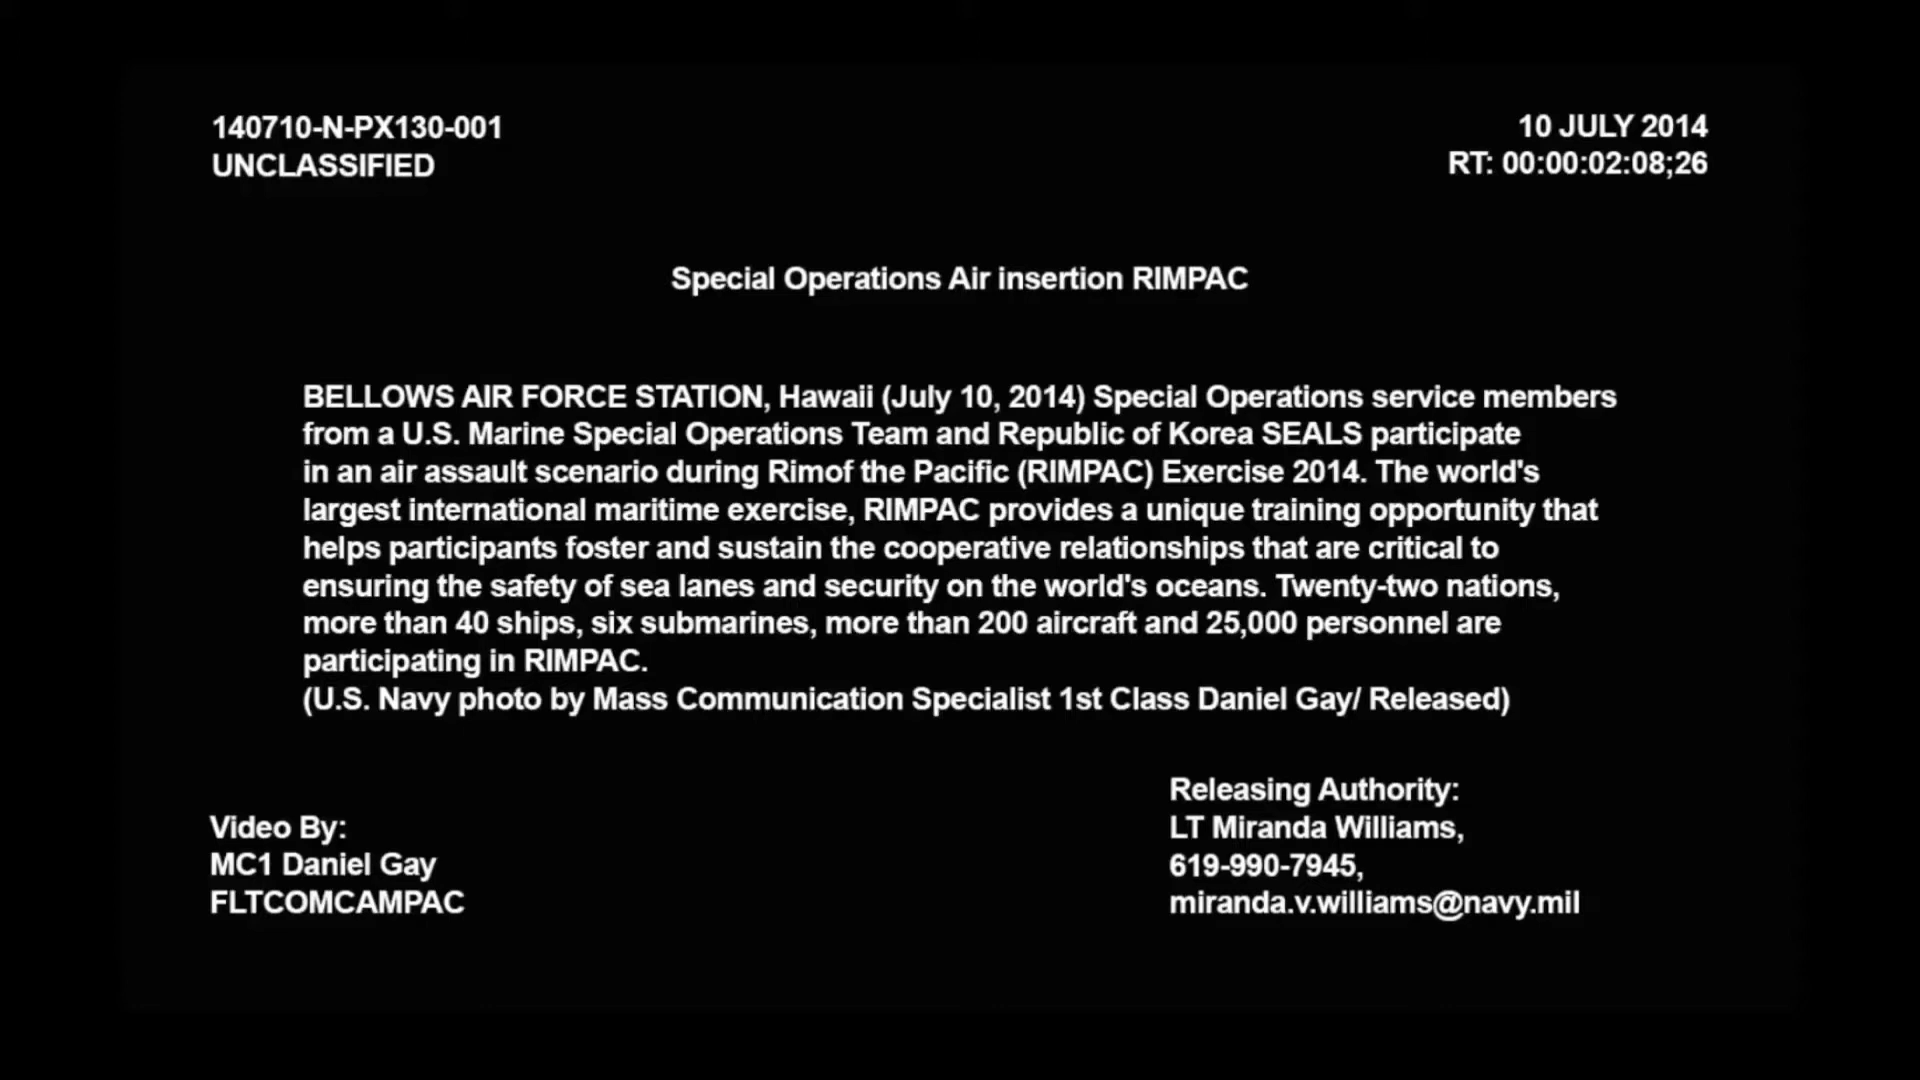 140710-N-PX130-001
UNCLASSIFIED
10 JULY 2014
RT: 00:00:02:08;26
Special Operations Air insertion RIMPAC
BELLOWS AIR FORCE STATION, Hawaii (July 10, 2014) Special Operations service members
from a U.S. Marine Special Operations Team and Republic of Korea SEALS participate
in an air assault scenario during Rimof the Pacific (RIMPAC) Exercise 2014. The world's
largest international maritime exercise, RIMPAC provides a unique training opportunity that
helps participants foster and sustain the cooperative relationships that are critical to
ensuring the safety of sea lanes and security on the world's oceans. Twenty-two nations,
more than 40 ships, six submarines, more than 200 aircraft and 25,000 personnel are
participating in RIMPAC.
(U.S. Navy photo by Mass Communication Specialist 1st Class Daniel Gay/ Released)
Video By:
MC1 Daniel Gay
FLTCOMCAMPAC
Releasing Authority:
LT Miranda Williams,
619-990-7945,
miranda.v.williams@navy.mil